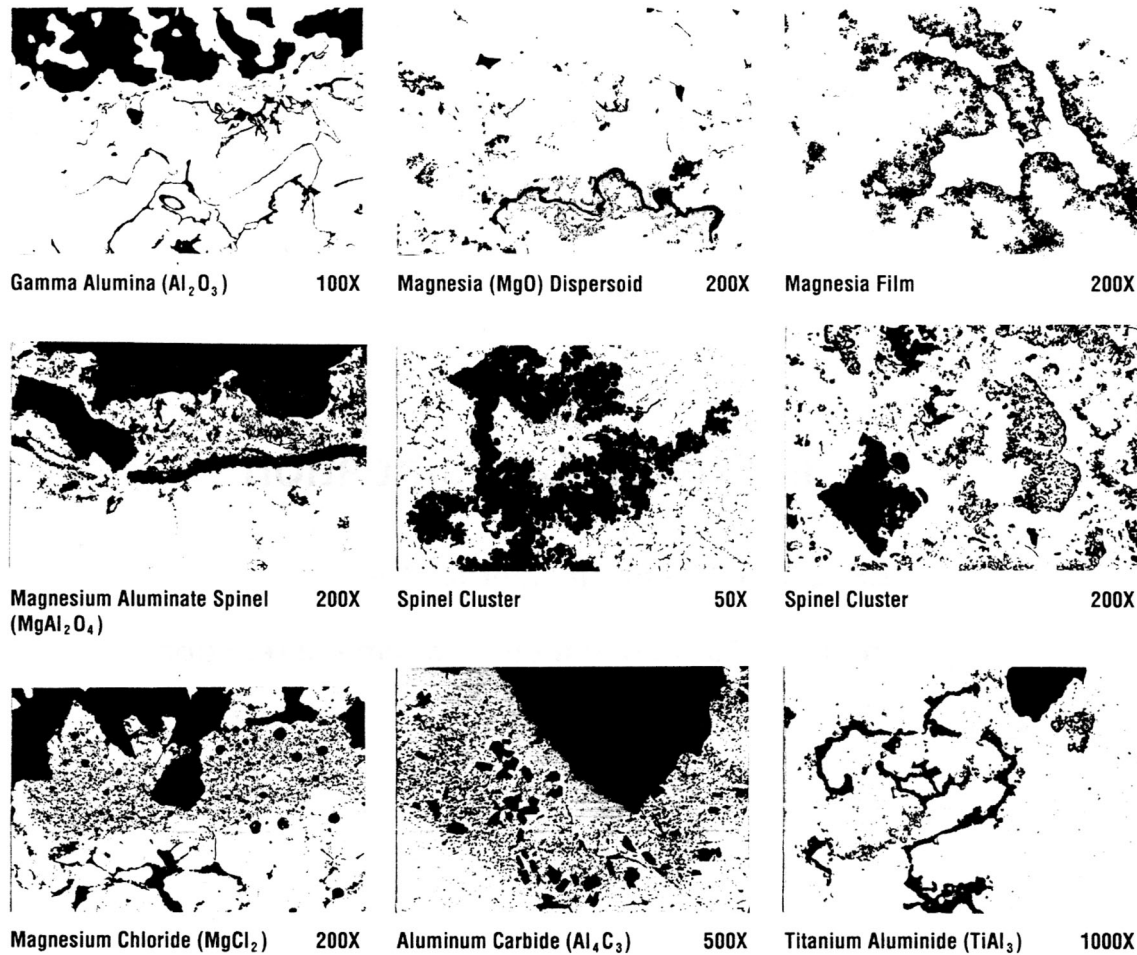 Gamma Alumina (Al₂O₃) 100X
Magnesia (MgO) Dispersoid 200X
Magnesia Film 200X
Magnesium Aluminate Spinel 200X
(MgAl₂O₄)
Spinel Cluster 50X
Spinel Cluster 200X
Magnesium Chloride (MgCl₂) 200X
Aluminum Carbide (Al₄C₃) 500X
Titanium Aluminide (TiAl₃) 1000X